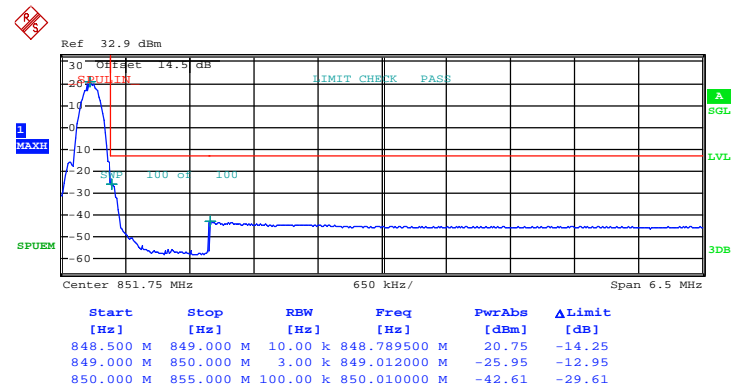 R S
Ref 32.9 dBm
30 Offset 14.5 dB
SPULIN LIMIT CHECK PASS
20
A
10
SGL
0
1
MAXH
-10
LVL
-20
SWP 100 of 100
-30
-40
-50
SPUEM
3DB
-60
Center 851.75 MHz 650 kHz/ Span 6.5 MHz
Start Stop RBW Freq PwrAbs ΔLimit
[Hz] [Hz] [Hz] [Hz] [dBm] [dB]
848.500 M 849.000 M 10.00 k 848.789500 M 20.75 -14.25
849.000 M 850.000 M 3.00 k 849.012000 M -25.95 -12.95
850.000 M 855.000 M 100.00 k 850.010000 M -42.61 -29.61